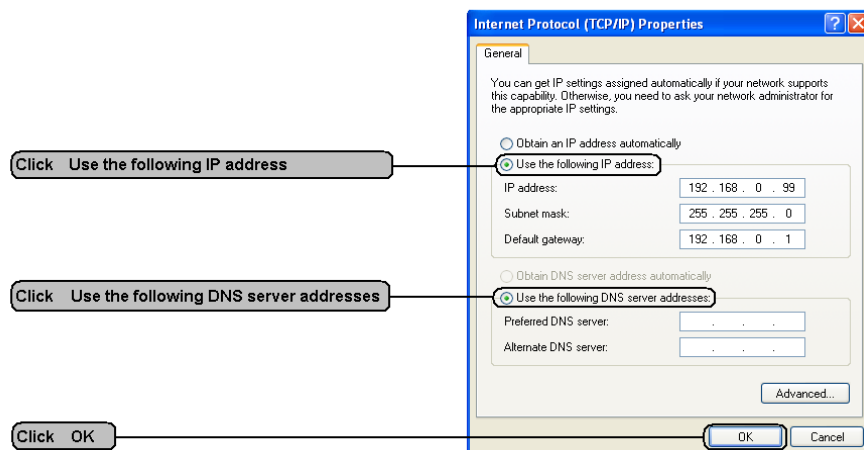 Internet Protocol (TCP/IP) Properties
General
You can get IP settings assigned automatically if your network supports
this capability. Otherwise, you need to ask your network administrator for
the appropriate IP settings.
Obtain an IP address automatically
Click Use the following IP address
Use the following IP address:
IP address: 192 . 168 . 0 . 99
Subnet mask: 255 . 255 . 255 . 0
Default gateway: 192 . 168 . 0 . 1
Obtain DNS server address automatically
Click Use the following DNS server addresses
Use the following DNS server addresses:
Preferred DNS server: . . .
Alternate DNS server: . . .
Advanced...
Click OK
OK Cancel